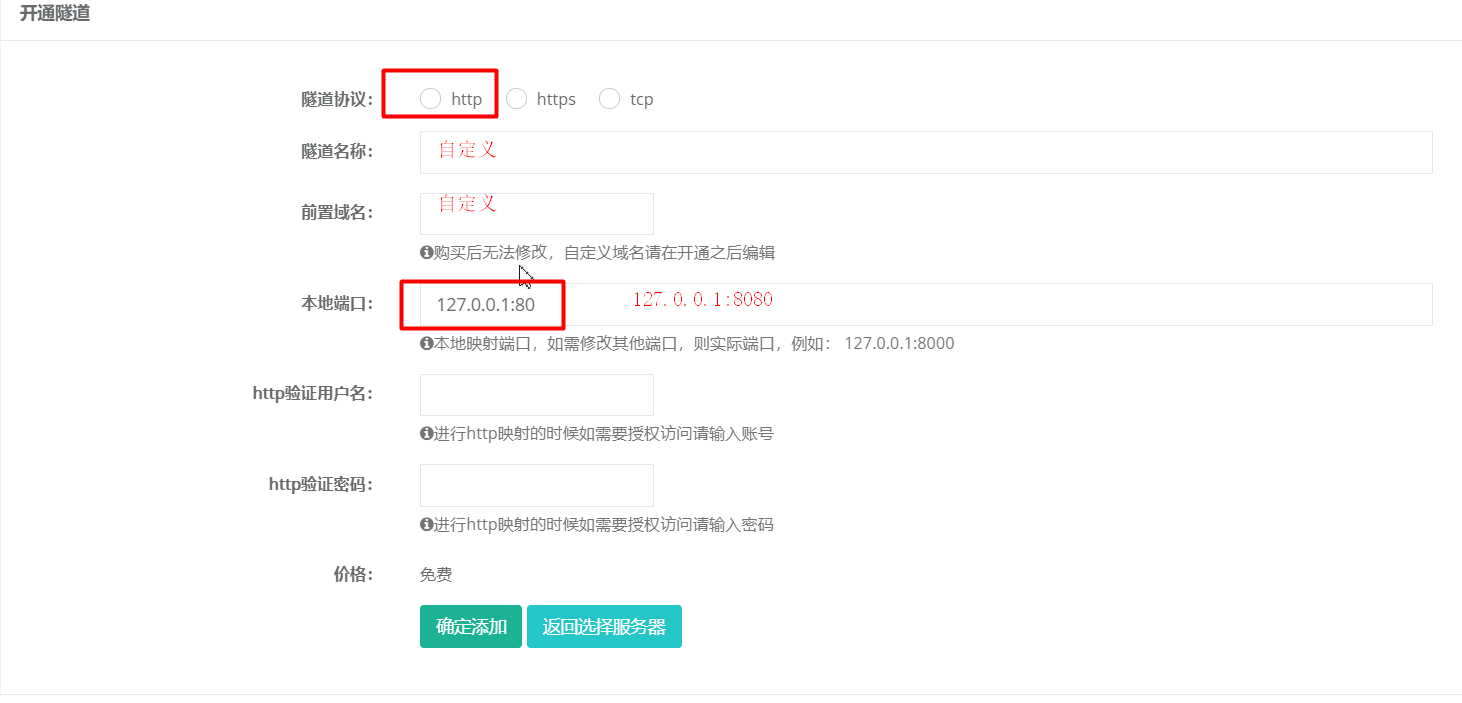 开通隧道
隧道协议： http https tcp
隧道名称： 自定义
前置域名： 自定义
购买后无法修改，自定义域名请在开通之后编辑
本地端口： 127.0.0.1:80 127.0.0.1:8080
本地映射端口，如需修改其他端口，则实际端口，例如： 127.0.0.1:8000
http验证用户名：
进行http映射的时候如需要授权访问请输入账号
http验证密码：
进行http映射的时候如需要授权访问请输入密码
价格： 免费
确定添加 返回选择服务器